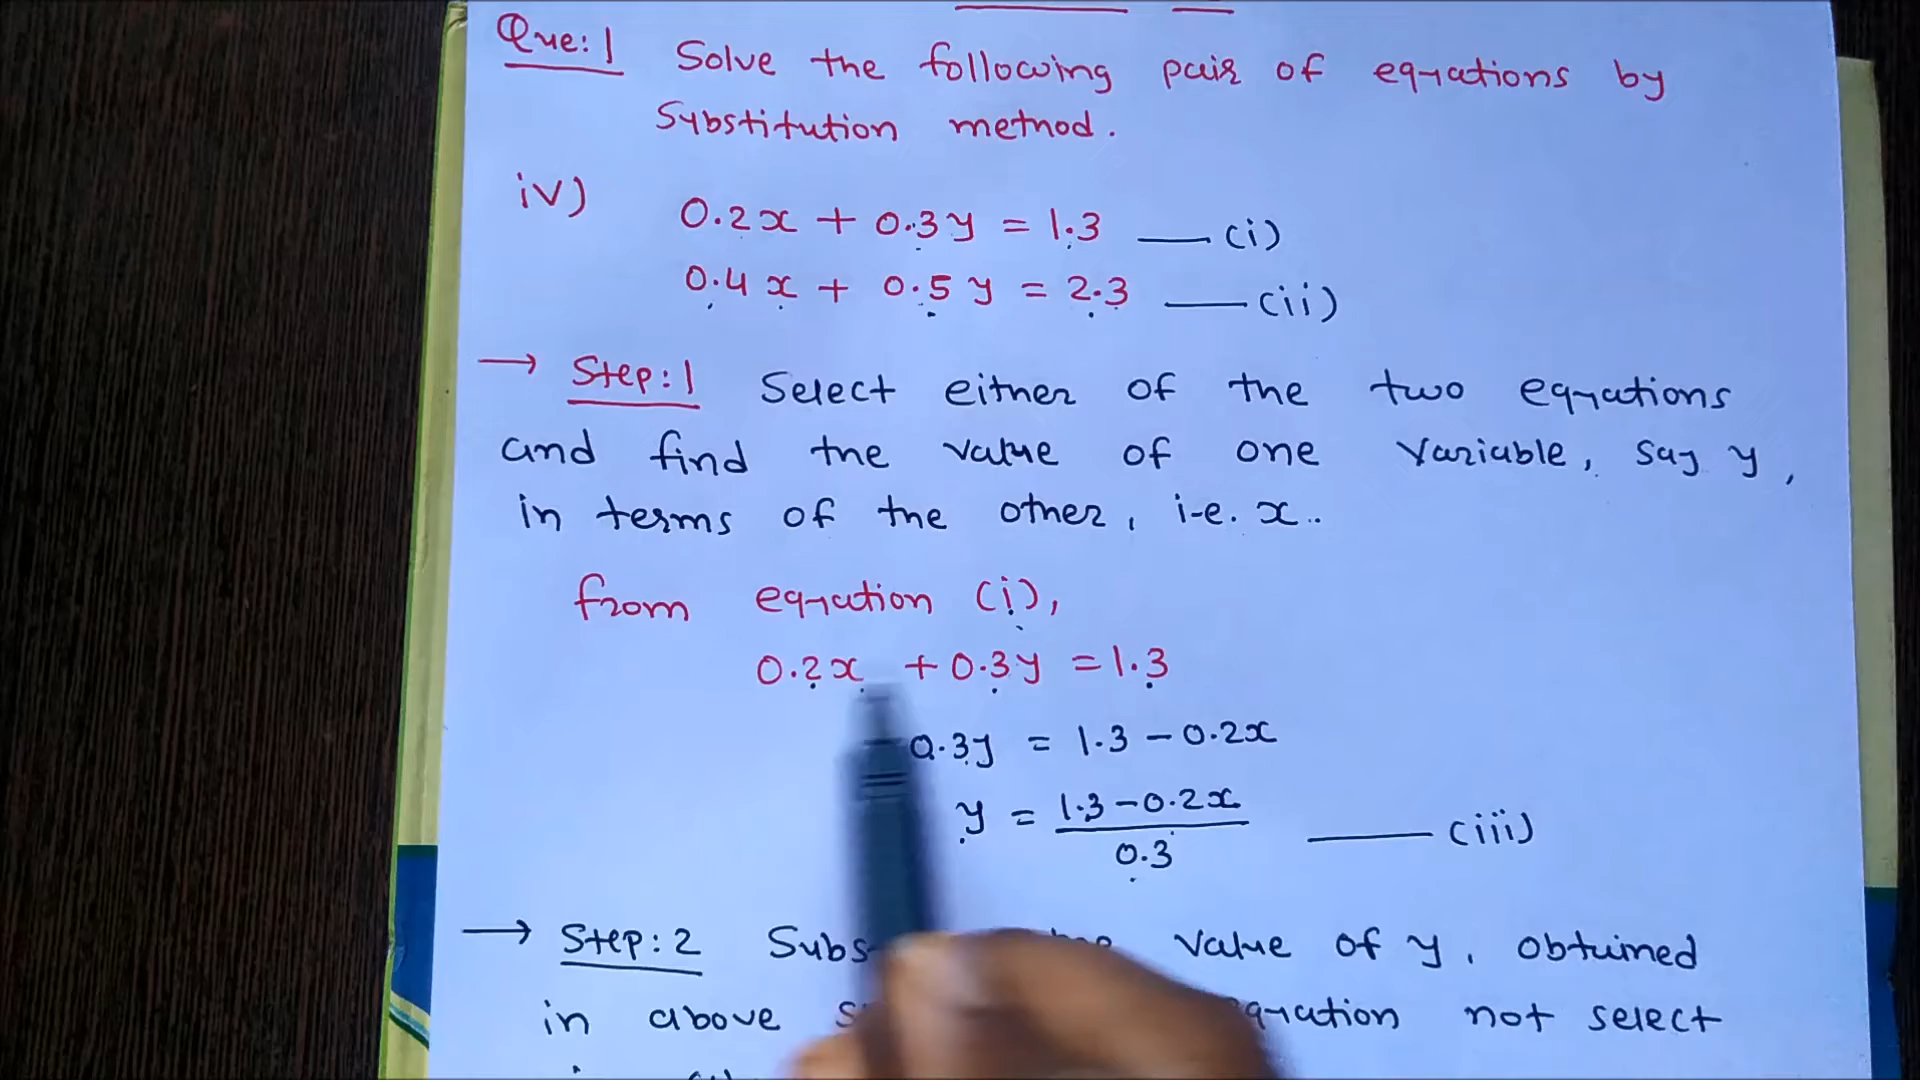 Que:1 Solve the following pair of equations by
Substitution method.
iv) 0.2x + 0.3y = 1.3 —— (i)
0.4x + 0.5y = 2.3 —— (ii)
→ Step:1 Select either of the two equations
and find the value of one variable, say y,
in terms of the other, i.e. x..
from equation (i),
0.2x + 0.3y = 1.3
0.3y = 1.3 - 0.2x
y = \frac{1.3 - 0.2x}{0.3} —— (iii)
→ Step:2 value of y, obtained
in above equation not select